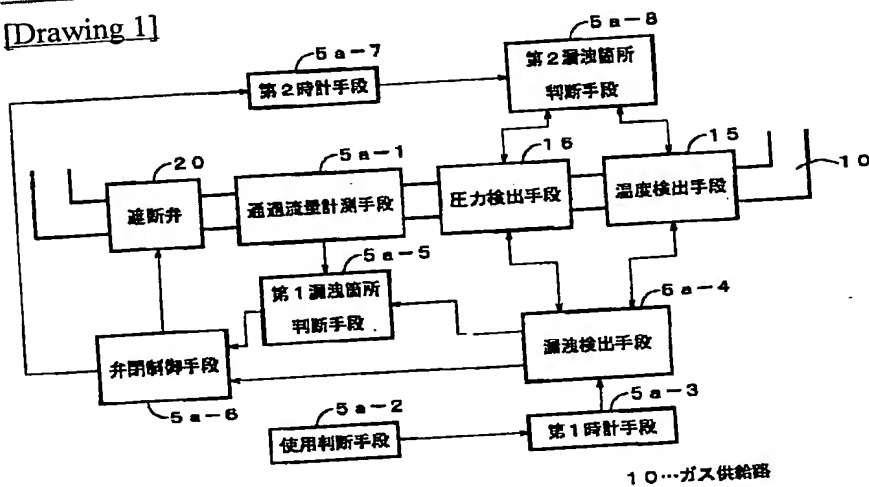 [Drawing 1]
5a-8
第2漏洩箇所
判断手段
5a-7
第2時計手段
20
遮断弁
5a-1
通過流量計測手段
16
圧力検出手段
15
温度検出手段
10
5a-5
第1漏洩箇所
判断手段
5a-4
漏洩検出手段
弁閉制御手段
5a-6
5a-2
使用判断手段
5a-3
第1時計手段
10…ガス供給路